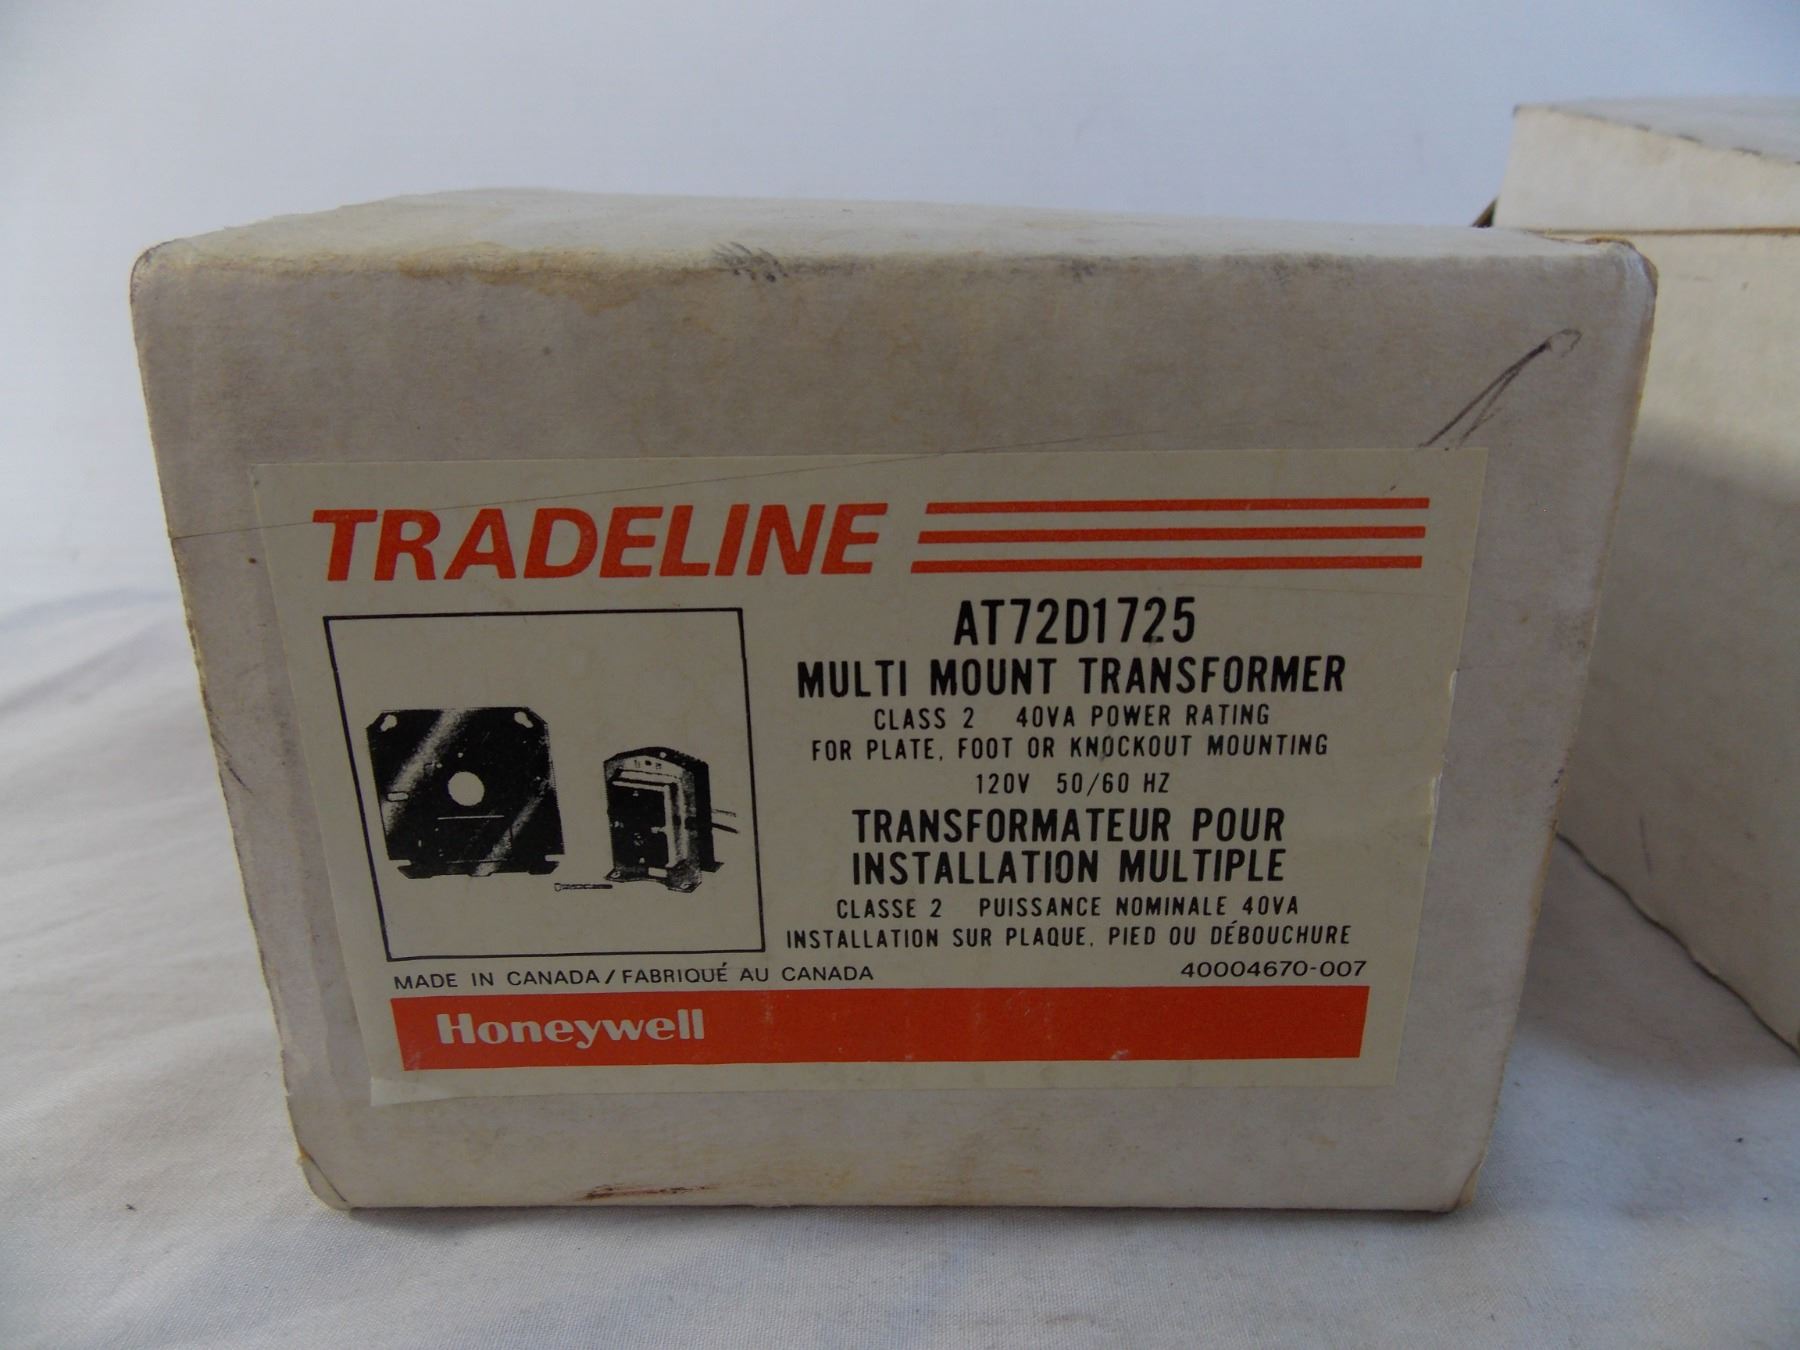 TRADELINE
AT72D1725
MULTI MOUNT TRANSFORMER
CLASS 2 40VA POWER RATING
FOR PLATE, FOOT OR KNOCKOUT MOUNTING
120V 50/60 HZ
TRANSFORMATEUR POUR
INSTALLATION MULTIPLE
CLASSE 2 PUISSANCE NOMINALE 40VA
INSTALLATION SUR PLAQUE, PIED OU DÉBOUCHURE
MADE IN CANADA/FABRIQUÉ AU CANADA 40004670-007
Honeywell